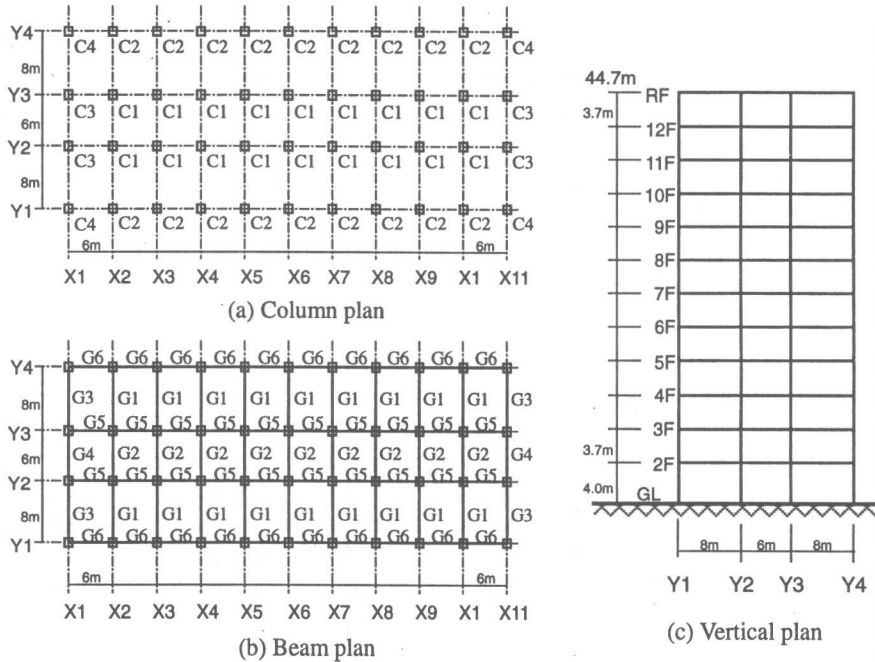 Y4
C4 C2 C2 C2 C2 C2 C2 C2 C2 C2 C4
8m
Y3
C3 C1 C1 C1 C1 C1 C1 C1 C1 C1 C3
6m
Y2
C3 C1 C1 C1 C1 C1 C1 C1 C1 C1 C3
8m
Y1
C4 C2 C2 C2 C2 C2 C2 C2 C2 C2 C4
6m 6m
X1 X2 X3 X4 X5 X6 X7 X8 X9 X1 X11
(a) Column plan
G6 G6 G6 G6 G6 G6 G6 G6 G6 G6
Y4
8m G3 G1 G1 G1 G1 G1 G1 G1 G1 G1 G3
G5 G5 G5 G5 G5 G5 G5 G5 G5 G5
Y3
6m G4 G2 G2 G2 G2 G2 G2 G2 G2 G2 G4
G5 G5 G5 G5 G5 G5 G5 G5 G5 G5
Y2
8m G3 G1 G1 G1 G1 G1 G1 G1 G1 G1 G3
G6 G6 G6 G6 G6 G6 G6 G6 G6 G6
Y1
6m 6m
X1 X2 X3 X4 X5 X6 X7 X8 X9 X1 X11
(b) Beam plan
44.7m
RF
3.7m
12F
11F
10F
9F
8F
7F
6F
5F
4F
3F
3.7m
2F
4.0m GL
8m 6m 8m
Y1 Y2 Y3 Y4
(c) Vertical plan